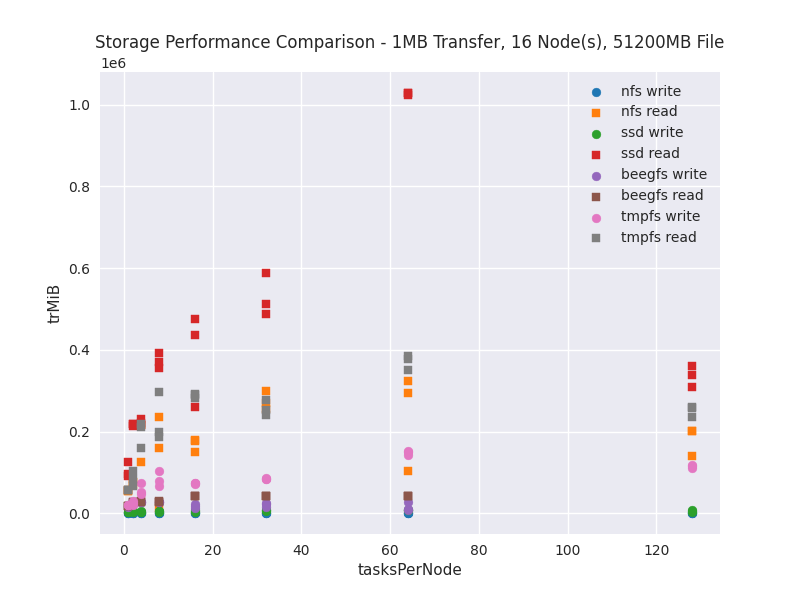 Storage Performance Comparison - 1MB Transfer, 16 Node(s), 51200MB File
1e6
1.0
0.8
0.6
0.4
0.2
0.0
trMiB
nfs write
nfs read
ssd write
ssd read
beegfs write
beegfs read
tmpfs write
tmpfs read
0 20 40 60 80 100 120
tasksPerNode